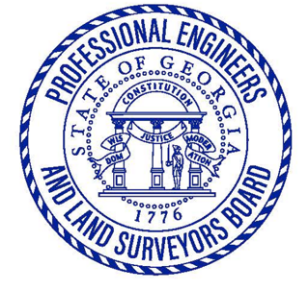 PROFESSIONAL ENGINEERS
AND LAND SURVEYORS BOARD
STATE OF GEORGIA
CONSTITUTION
WIS
DOM
JUSTICE
MODER
ATION
1776